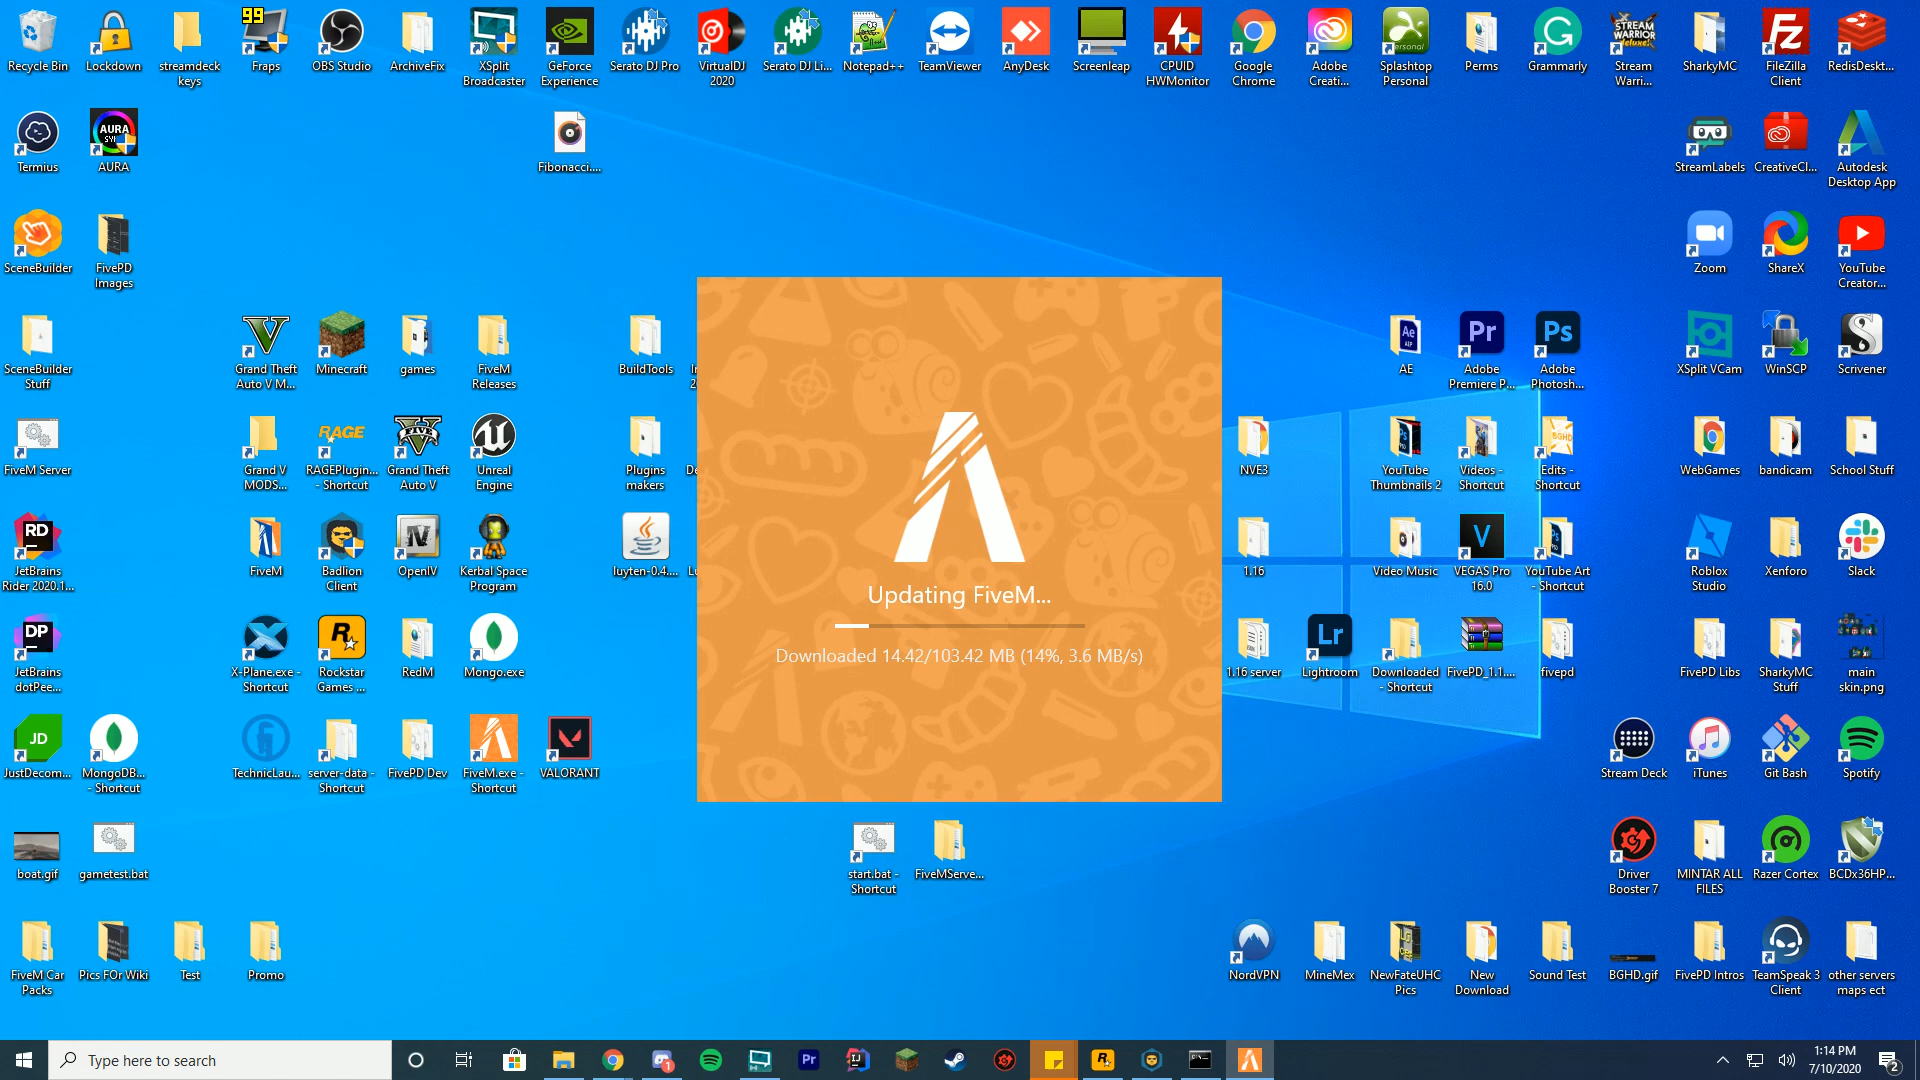 99
Recycle Bin
Lockdown
streamdeck
keys
Fraps
OBS Studio
ArchiveFix
XSplit
Broadcaster
GeForce
Experience
Serato DJ Pro
VirtualDJ
2020
Serato DJ Li...
Notepad++
TeamViewer
AnyDesk
Screenleap
CPUID
HWMonitor
Google
Chrome
Adobe
Creati...
Splashtop
Personal
Perms
Grammarly
Stream
Warri...
SharkyMC
FileZilla
Client
RedisDeskt...
Termius
AURA
Fibonacci....
StreamLabels
CreativeCl...
Autodesk
Desktop App
SceneBuilder
FivePD
Images
Zoom
ShareX
YouTube
Creator...
SceneBuilder
Stuff
Grand Theft
Auto V M...
Minecraft
games
FiveM
Releases
BuildTools
AE
Adobe
Premiere P...
Adobe
Photosh...
XSplit VCam
WinSCP
Scrivener
FiveM Server
Grand V
MODS...
RAGEPlugin...
- Shortcut
Grand Theft
Auto V
Unreal
Engine
Plugins
makers
NVE3
YouTube
Thumbnails 2
Videos -
Shortcut
Edits -
Shortcut
WebGames
bandicam
School Stuff
JetBrains
Rider 2020.1...
FiveM
Badlion
Client
OpenIV
Kerbal Space
Program
luyten-0.4....
1.16
Video Music
VEGAS Pro
16.0
YouTube Art
- Shortcut
Roblox
Studio
Xenforo
Slack
Updating FiveM...
Downloaded 14.42/103.42 MB (14%, 3.6 MB/s)
JetBrains
dotPee...
X-Plane.exe -
Shortcut
Rockstar
Games ...
RedM
Mongo.exe
1.16 server
Lightroom
Downloaded
- Shortcut
FivePD_1.1....
fivepd
FivePD Libs
SharkyMC
Stuff
main
skin.png
JustDecom...
MongoDB...
- Shortcut
TechnicLau...
server-data -
Shortcut
FivePD Dev
FiveM.exe -
Shortcut
VALORANT
Stream Deck
iTunes
Git Bash
Spotify
boat.gif
gametest.bat
start.bat -
Shortcut
FiveMServe...
Driver
Booster 7
MINTAR ALL
FILES
Razer Cortex
BCDx36HP...
FiveM Car
Packs
Pics FOr Wiki
Test
Promo
NordVPN
MineMex
NewFateUHC
Pics
New
Download
Sound Test
BGHD.gif
FivePD Intros
TeamSpeak 3
Client
other servers
maps ect
Type here to search
1:14 PM
7/10/2020
2